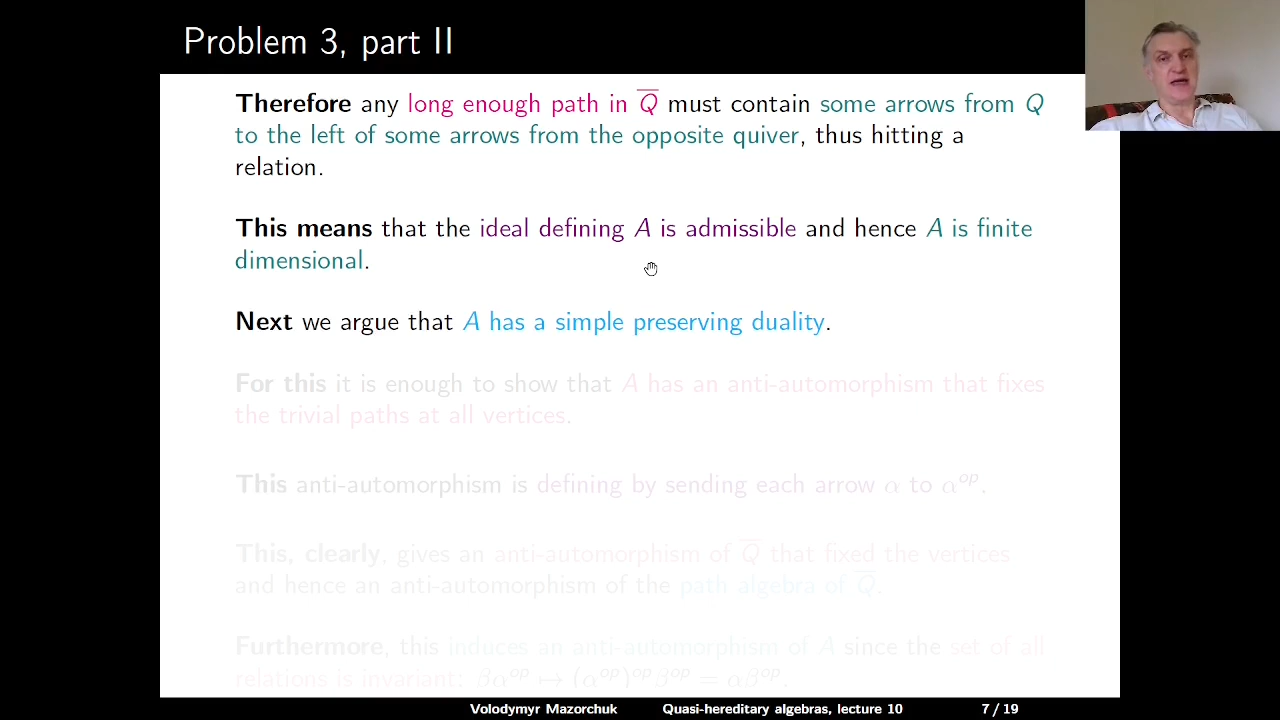 Problem 3, part II
Therefore any long enough path in Q̅ must contain some arrows from Q
to the left of some arrows from the opposite quiver, thus hitting a
relation.
This means that the ideal defining A is admissible and hence A is finite
dimensional.
Next we argue that A has a simple preserving duality.
For this it is enough to show that A has an anti-automorphism that fixes
the trivial paths at all vertices.
This anti-automorphism is defining by sending each arrow α to α^{op}.
This, clearly, gives an anti-automorphism of Q̅ that fixed the vertices
and hence an anti-automorphism of the path algebra of Q̅.
Furthermore, this induces an anti-automorphism of A since the set of all
relations is invariant: βα^{op} ↦ (α^{op})^{op}β^{op} = αβ^{op}.
Volodymyr Mazorchuk Quasi-hereditary algebras, lecture 10 7 / 19